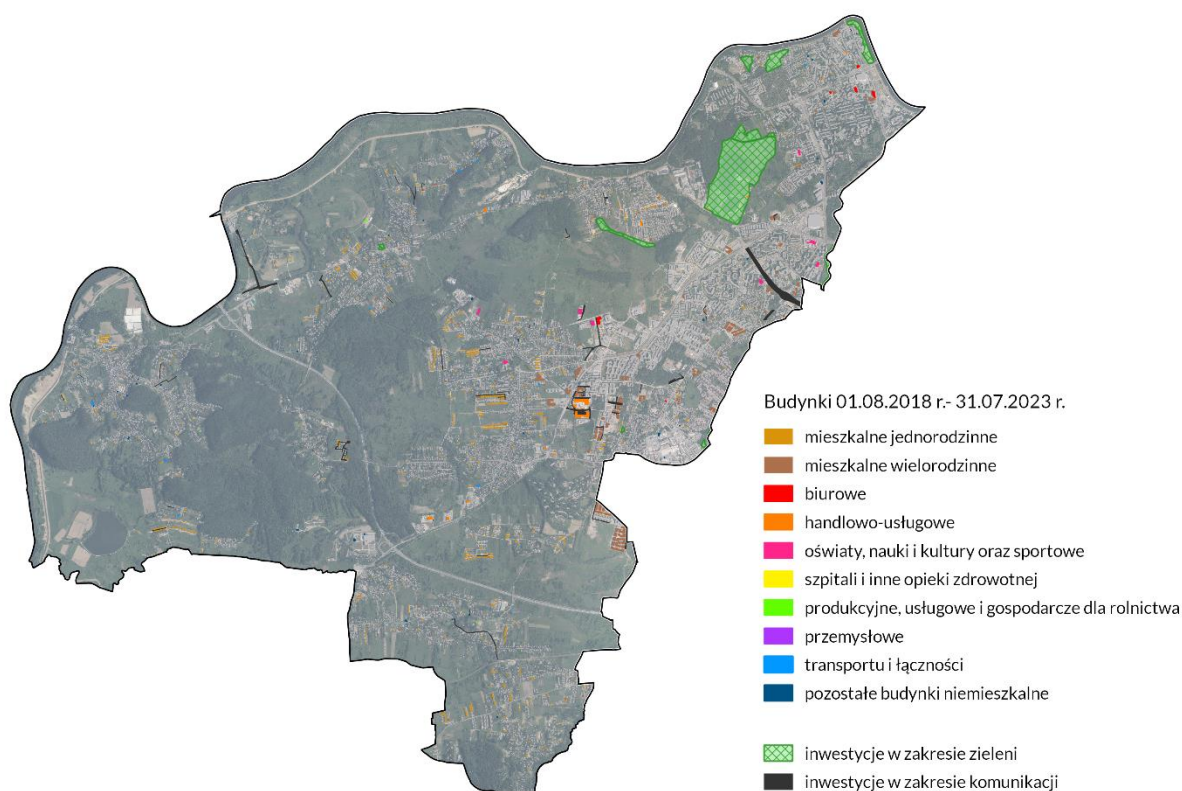 Budynki 01.08.2018 r.- 31.07.2023 r.
mieszkalne jednorodzinne
mieszkalne wielorodzinne
biurowe
handlowo-usługowe
oświaty, nauki i kultury oraz sportowe
szpitali i inne opieki zdrowotnej
produkcyjne, usługowe i gospodarcze dla rolnictwa
przemysłowe
transportu i łączności
pozostałe budynki niemieszkalne
inwestycje w zakresie zieleni
inwestycje w zakresie komunikacji